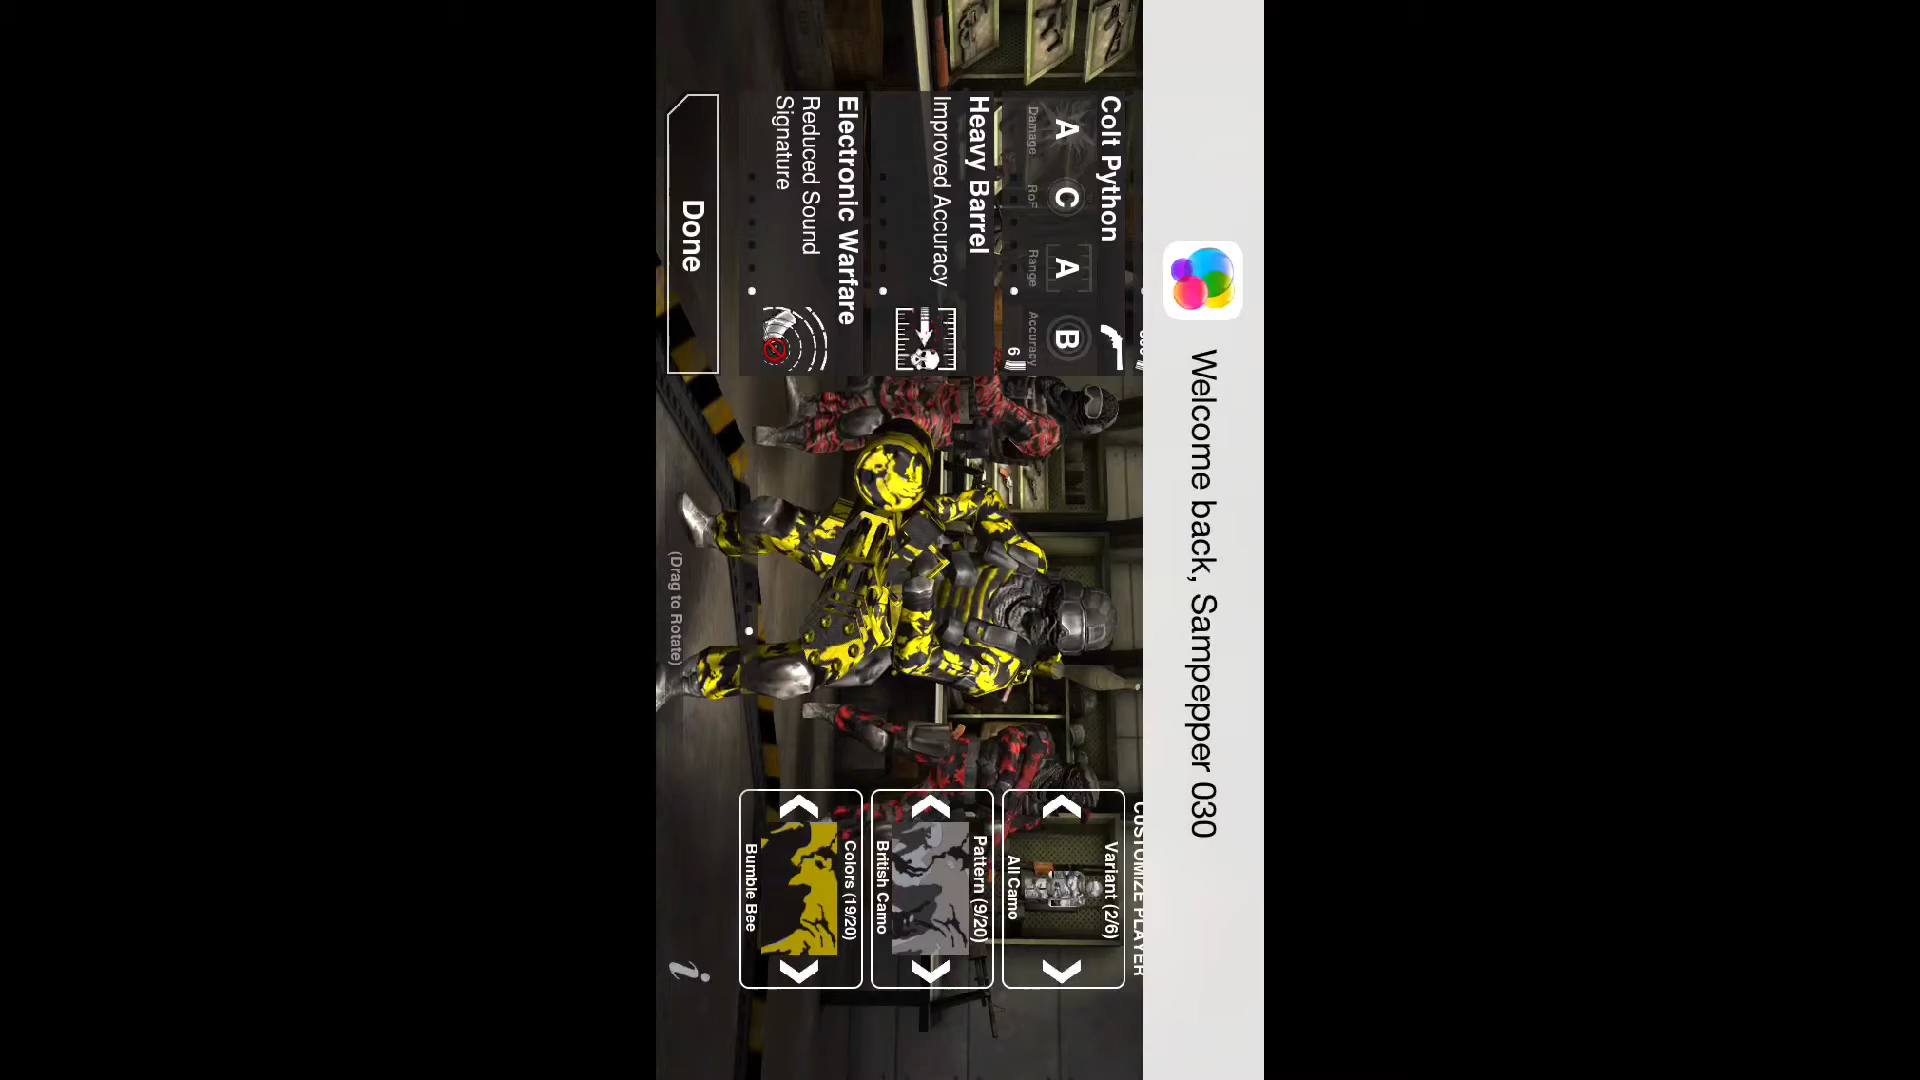 Welcome back, Sampepper 030
Colt Python
A C A B
Damage RoF Range Accuracy
6
Heavy Barrel
Improved Accuracy
Electronic Warfare
Reduced Sound
Signature
Done
(Drag to Rotate)
CUSTOMIZE PLAYER
Variant (2/6)
All Camo
Pattern (9/20)
British Camo
Colors (19/20)
Bumble Bee
i